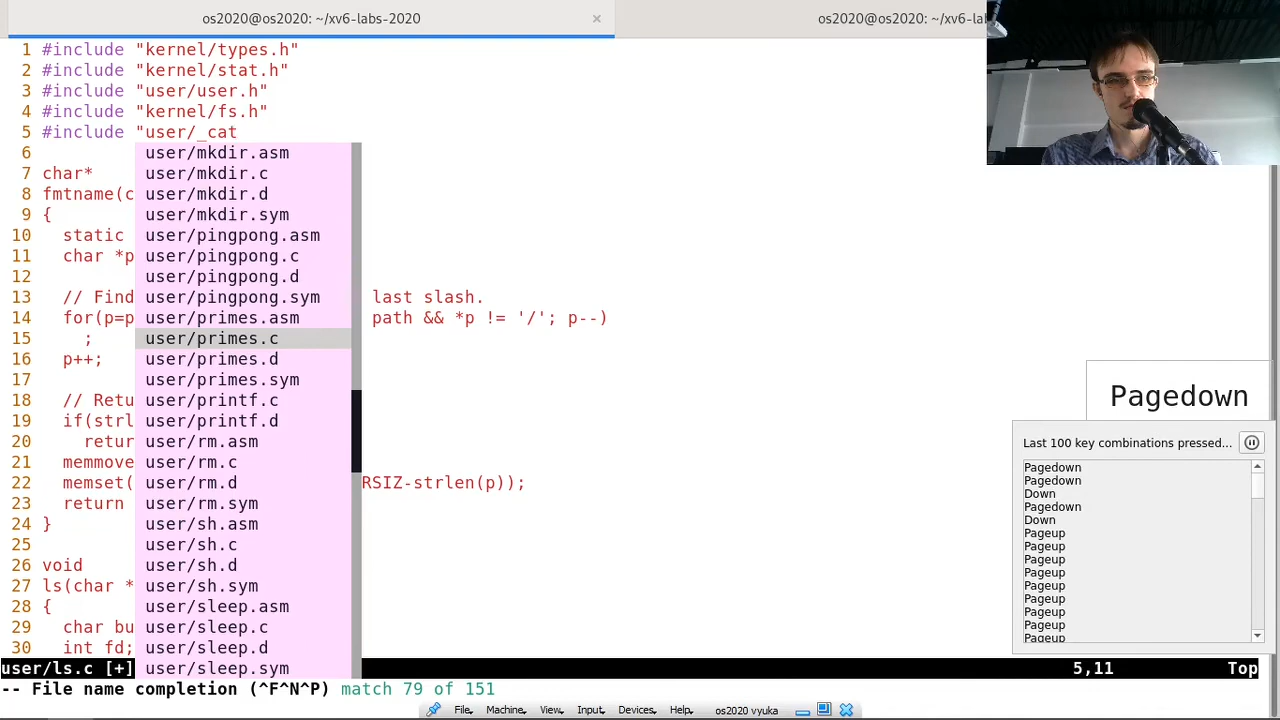 os2020@os2020: ~/xv6-labs-2020 ×
os2020@os2020: ~/xv6-lab
1 #include "kernel/types.h"
2 #include "kernel/stat.h"
3 #include "user/user.h"
4 #include "kernel/fs.h"
5 #include "user/_cat
6 user/mkdir.asm
7 char* user/mkdir.c
8 fmtname(c user/mkdir.d
9 { user/mkdir.sym
10 static user/pingpong.asm
11 char *p user/pingpong.c
12 user/pingpong.d
13 // Find user/pingpong.sym last slash.
14 for(p=p user/primes.asm path && *p != '/'; p--)
15 ; user/primes.c
16 p++; user/primes.d
17 user/primes.sym
18 // Retu user/printf.c
19 if(strl user/printf.d
20 retur user/rm.asm
21 memmove user/rm.c
22 memset( user/rm.d RSIZ-strlen(p));
23 return user/rm.sym
24 } user/sh.asm
25 user/sh.c
26 void user/sh.d
27 ls(char * user/sh.sym
28 { user/sleep.asm
29 char bu user/sleep.c
30 int fd; user/sleep.d
user/ls.c [+] user/sleep.sym 5,11 Top
-- File name completion (^F^N^P) match 79 of 151
Pagedown
Last 100 key combinations pressed...
Pagedown
Pagedown
Down
Pagedown
Down
Pageup
Pageup
Pageup
Pageup
Pageup
Pageup
Pageup
Pageup
Pageup
File Machine View Input Devices Help os2020 vyuka